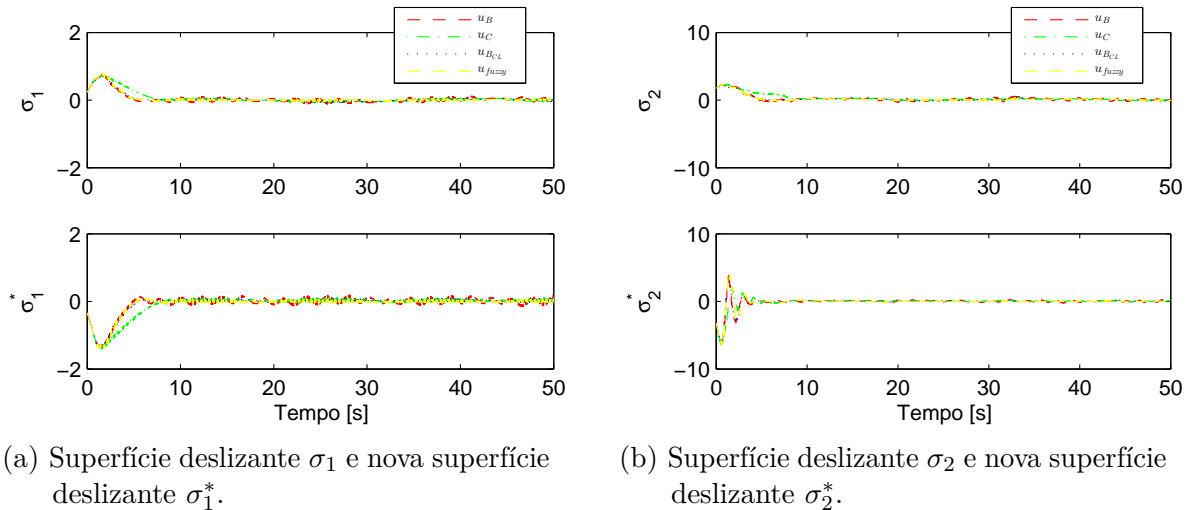 u_B
u_C
u_{B_{CL}}
u_{fuzzy}
2
0
−2
σ_1
0 10 20 30 40 50
2
0
−2
σ_1^*
0 10 20 30 40 50
Tempo [s]
(a) Superfície deslizante σ_1 e nova superfície
deslizante σ_1^*.
u_B
u_C
u_{B_{CL}}
u_{fuzzy}
10
0
−10
σ_2
0 10 20 30 40 50
10
0
−10
σ_2^*
0 10 20 30 40 50
Tempo [s]
(b) Superfície deslizante σ_2 e nova superfície
deslizante σ_2^*.